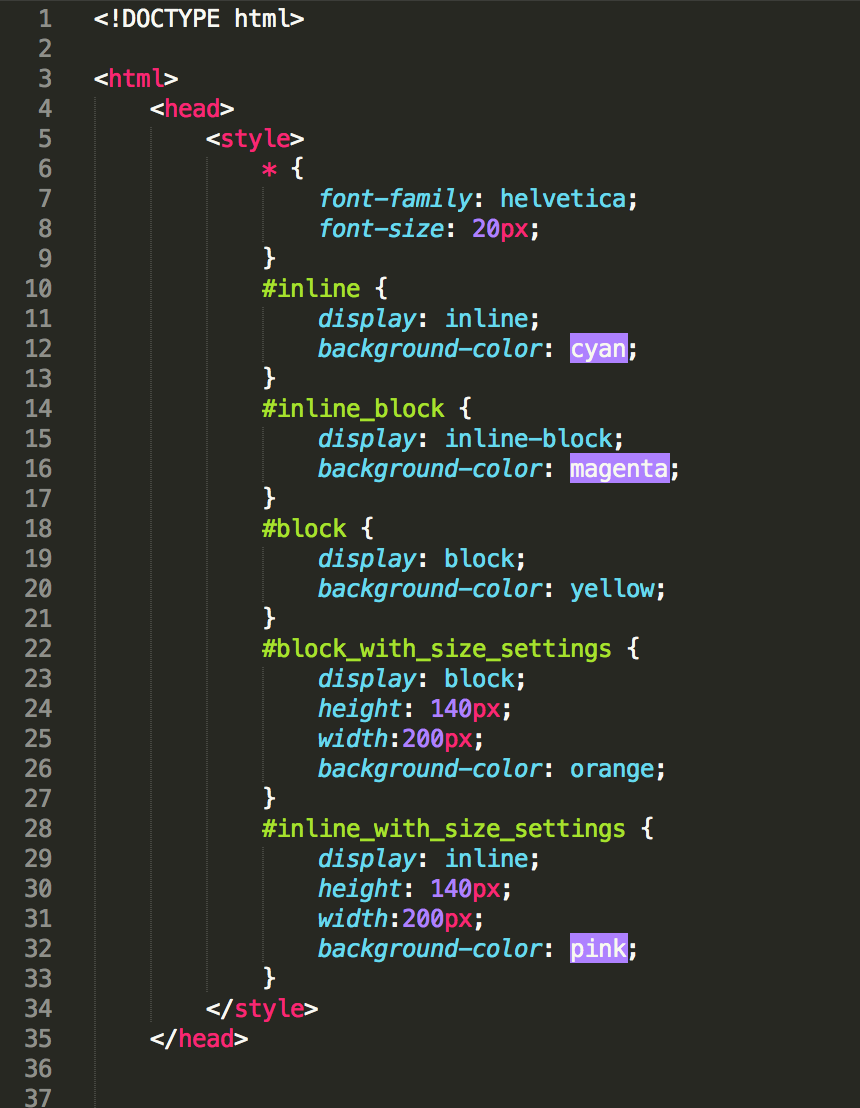 1 <!DOCTYPE html>
2
3 <html>
4 <head>
5 <style>
6 * {
7 font-family: helvetica;
8 font-size: 20px;
9 }
10 #inline {
11 display: inline;
12 background-color: cyan;
13 }
14 #inline_block {
15 display: inline-block;
16 background-color: magenta;
17 }
18 #block {
19 display: block;
20 background-color: yellow;
21 }
22 #block_with_size_settings {
23 display: block;
24 height: 140px;
25 width:200px;
26 background-color: orange;
27 }
28 #inline_with_size_settings {
29 display: inline;
30 height: 140px;
31 width:200px;
32 background-color: pink;
33 }
34 </style>
35 </head>
36
37